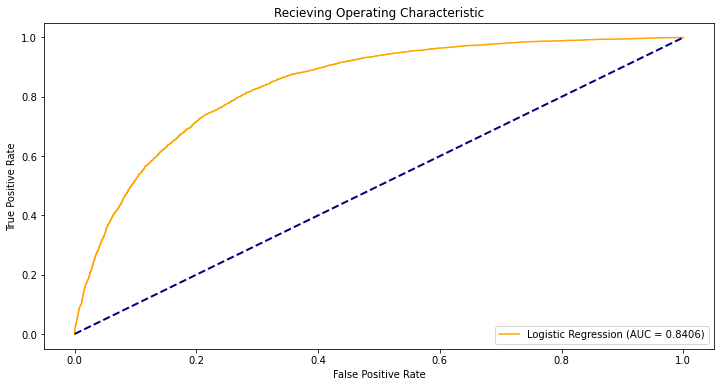 Recieving Operating Characteristic
True Positive Rate
1.0
0.8
0.6
0.4
0.2
0.0
Logistic Regression (AUC = 0.8406)
0.0 0.2 0.4 0.6 0.8 1.0
False Positive Rate